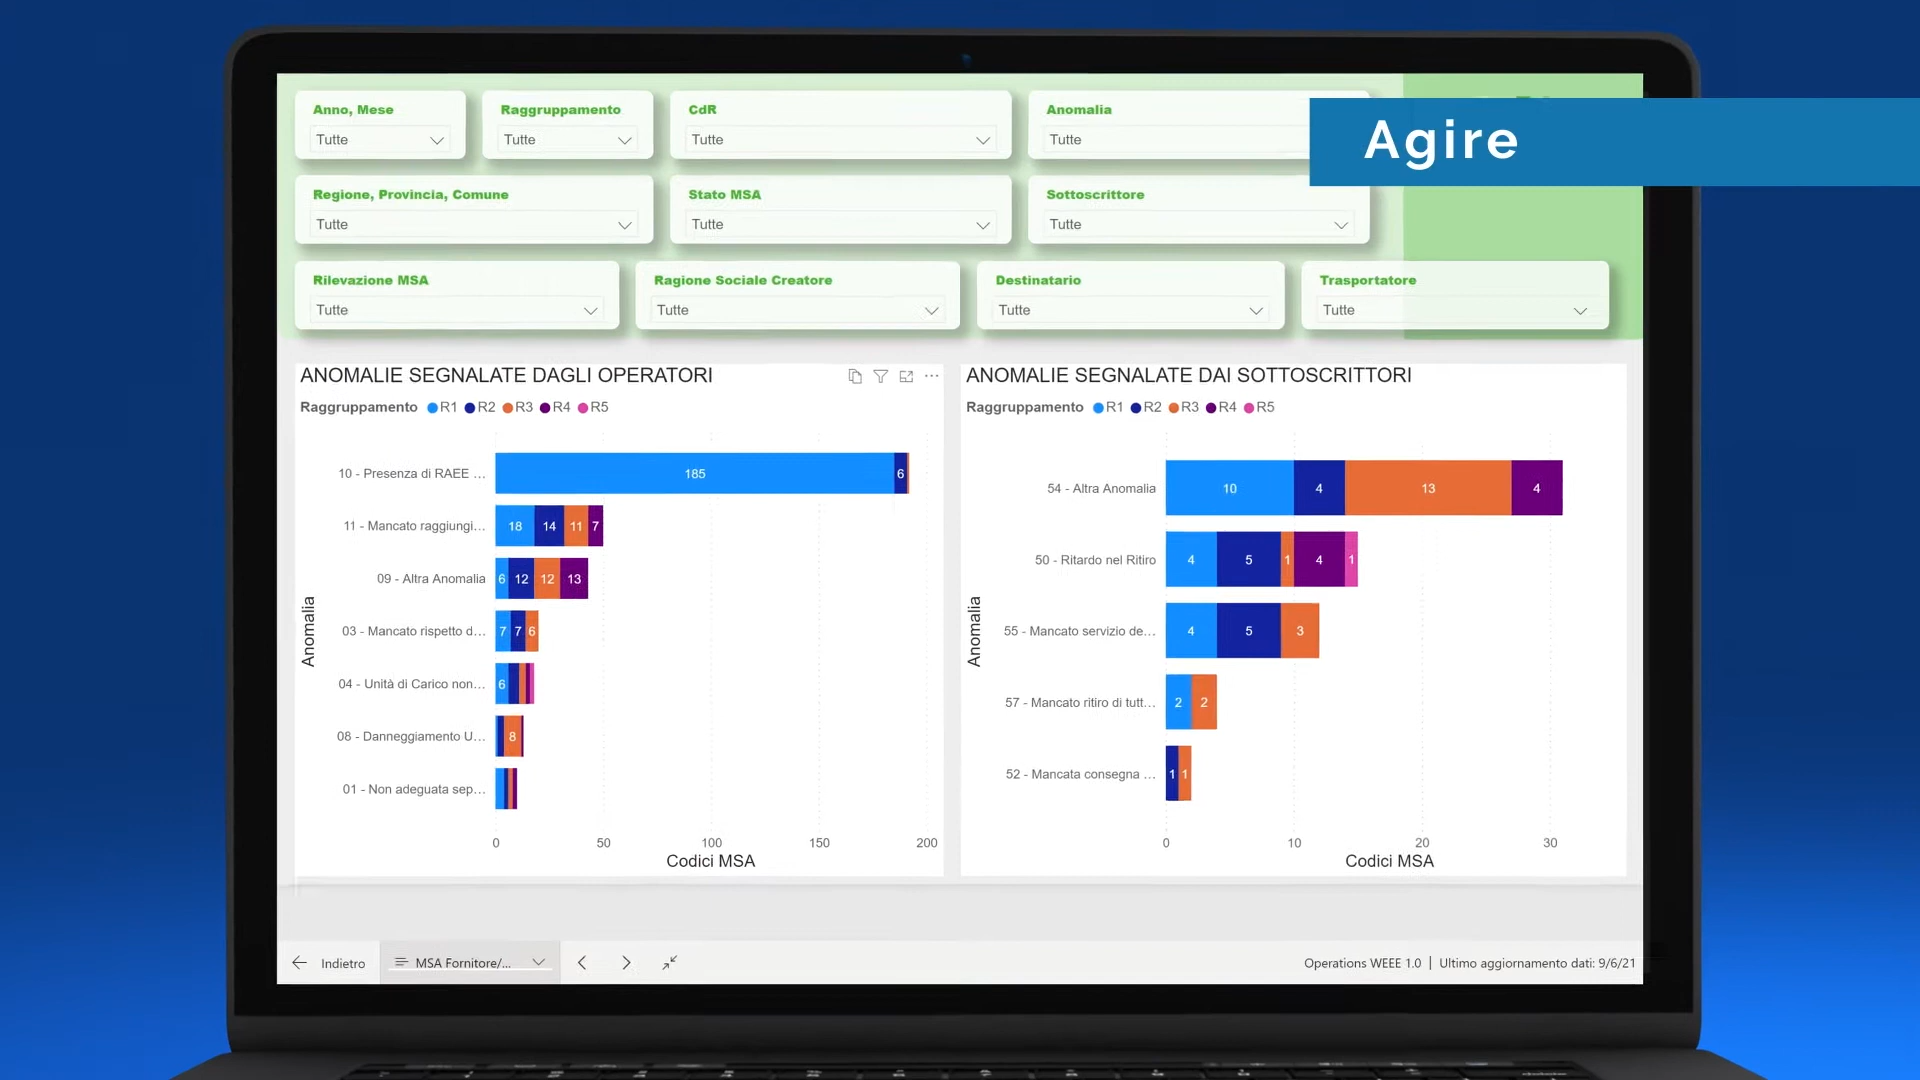 Agire
Anno, Mese
Tutte
Raggruppamento
Tutte
CdR
Tutte
Anomalia
Tutte
Regione, Provincia, Comune
Tutte
Stato MSA
Tutte
Sottoscrittore
Tutte
Rilevazione MSA
Tutte
Ragione Sociale Creatore
Tutte
Destinatario
Tutte
Trasportatore
Tutte
ANOMALIE SEGNALATE DAGLI OPERATORI
Raggruppamento R1 R2 R3 R4 R5
Anomalia
10 - Presenza di RAEE ... 185 6
11 - Mancato raggiungi... 18 14 11 7
09 - Altra Anomalia 6 12 12 13
03 - Mancato rispetto d... 7 7 6
04 - Unità di Carico non... 6
08 - Danneggiamento U... 8
01 - Non adeguata sep...
0 50 100 150 200
Codici MSA
ANOMALIE SEGNALATE DAI SOTTOSCRITTORI
Raggruppamento R1 R2 R3 R4 R5
Anomalia
54 - Altra Anomalia 10 4 13 4
50 - Ritardo nel Ritiro 4 5 1 4 1
55 - Mancato servizio de... 4 5 3
57 - Mancato ritiro di tutt... 2 2
52 - Mancata consegna ... 1 1
0 10 20 30
Codici MSA
Indietro
MSA Fornitore/...
Operations WEEE 1.0 | Ultimo aggiornamento dati: 9/6/21